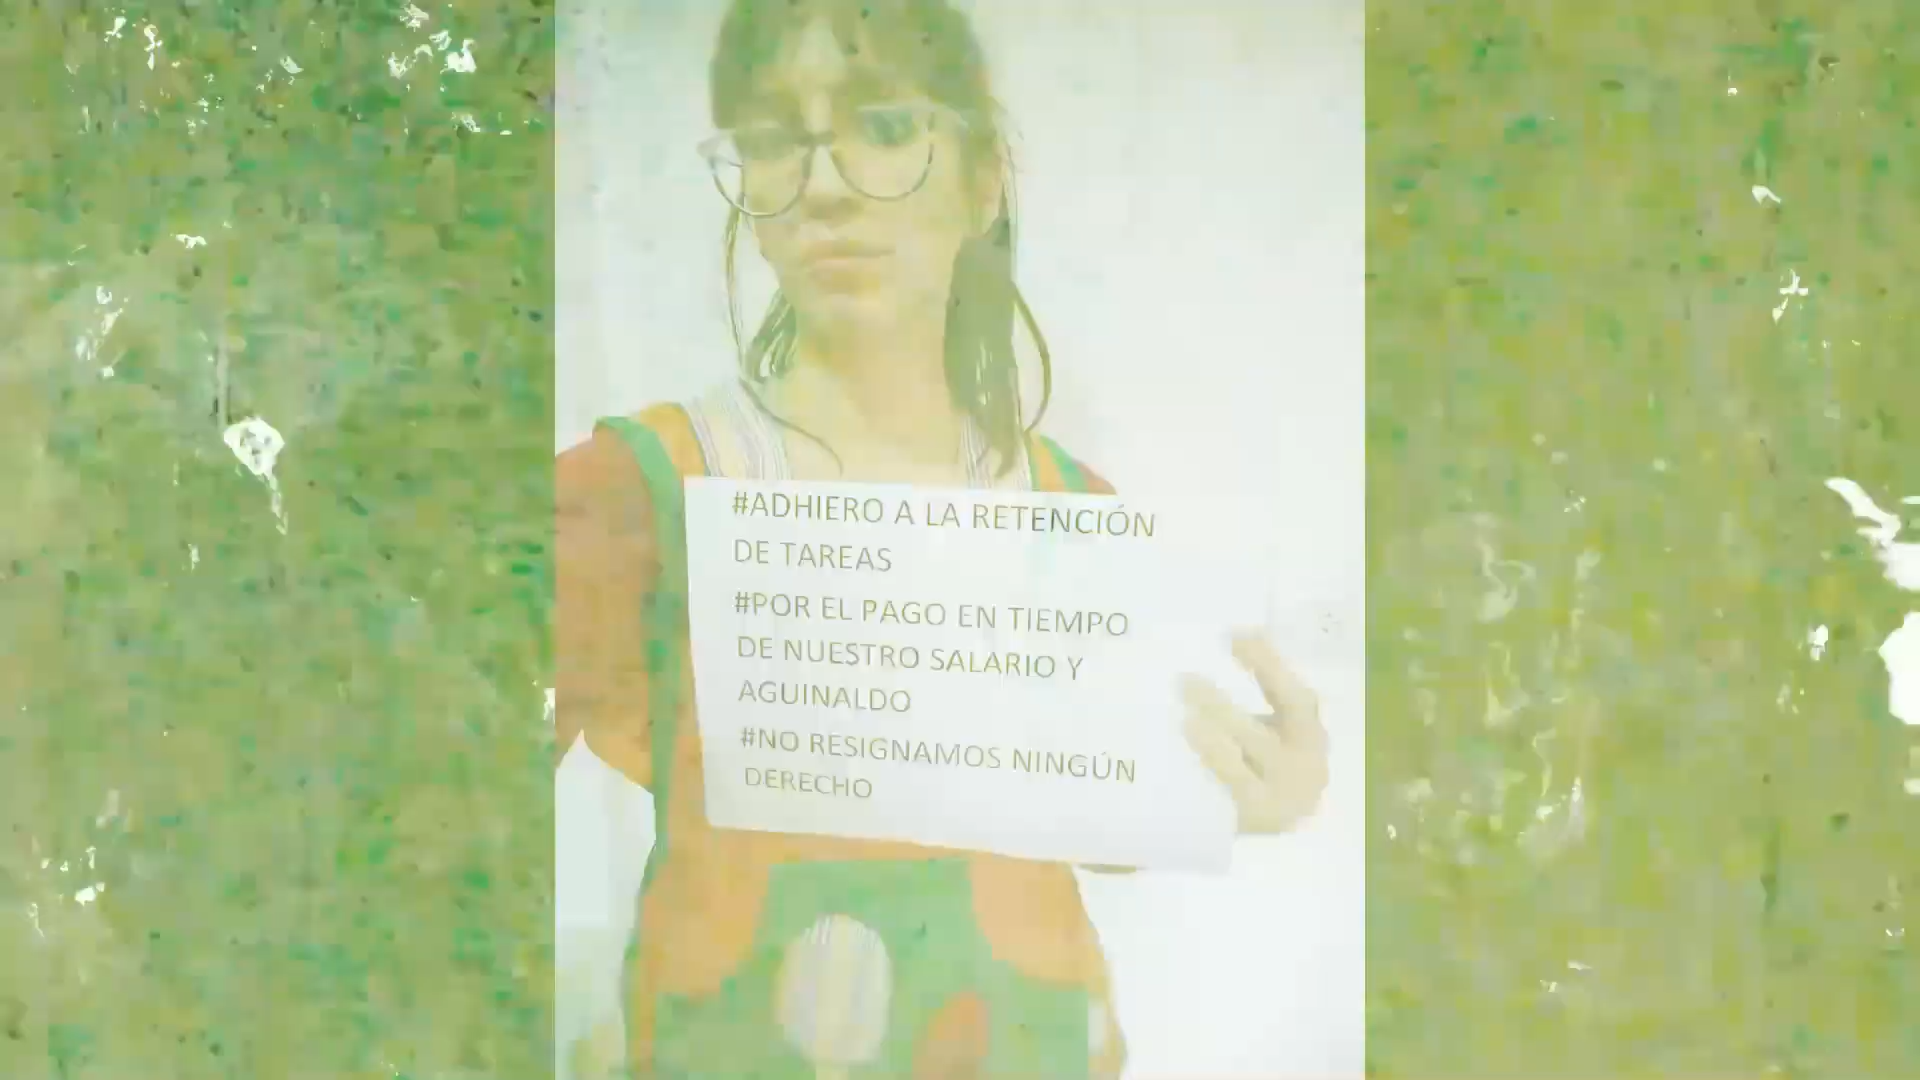 #ADHIERO A LA RETENCIÓN
DE TAREAS
#POR EL PAGO EN TIEMPO
DE NUESTRO SALARIO Y
AGUINALDO
#NO RESIGNAMOS NINGÚN
DERECHO